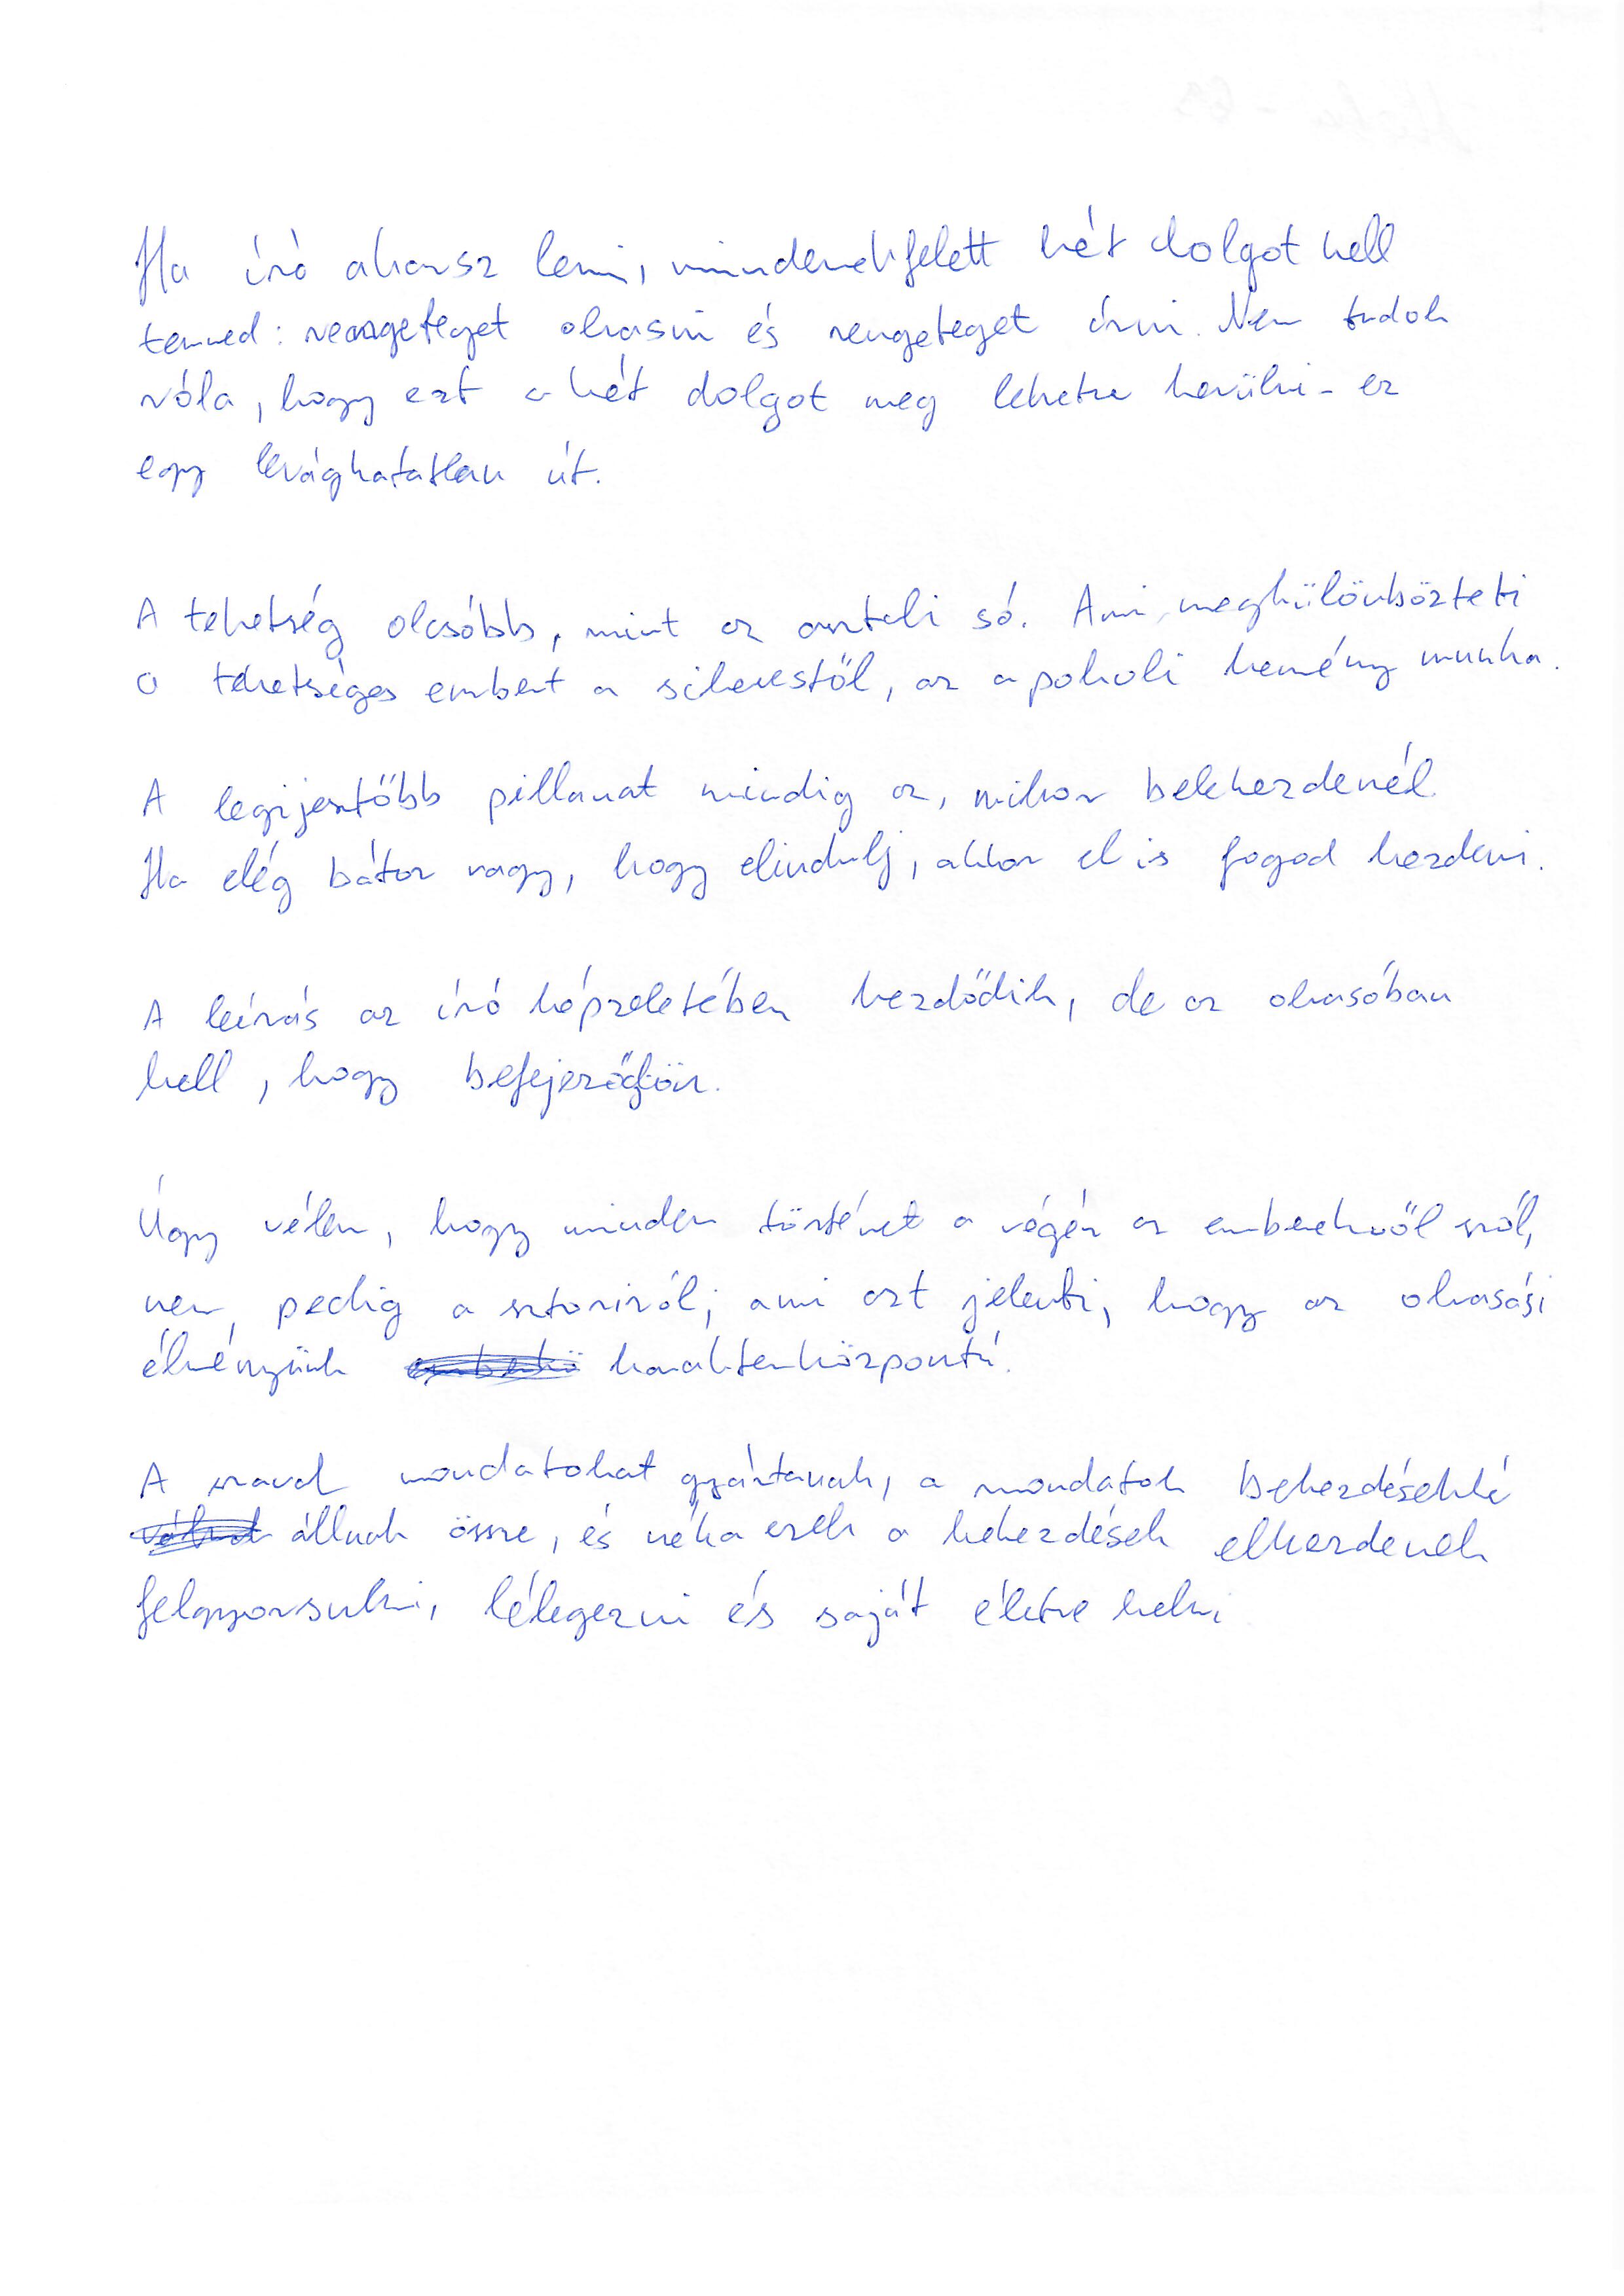 Ha író akarsz lenni, mindenekfelett két dolgot kell
tenned: rengeteget olvasni és rengeteget írni. Nem tudok
róla, hogy ezt a két dolgot meg lehetne kerülni - ez
egy levághatatlan út.
A tehetség olcsóbb, mint az asztali só. Ami megkülönbözteti
a tehetséges embert a sikerestől, az a pokoli kemény munka.
A legijesztőbb pillanat mindig az, mikor belekezdenél.
Ha elég bátor vagy, hogy elindulj, akkor el is fogod kezdeni.
A leírás az író képzeletében kezdődik, de az olvasóban
kell, hogy befejeződjön.
Úgy vélem, hogy minden történet a végén az emberekről szól,
nem pedig a sztoriról; ami azt jelenti, hogy az olvasási
élményünk karakterközpontú.
A szavak mondatokat gyártanak, a mondatok bekezdésekké
állnak össze, és néha ezek a bekezdések elkezdenek
felgyorsulni, lélegezni és saját életre kelni